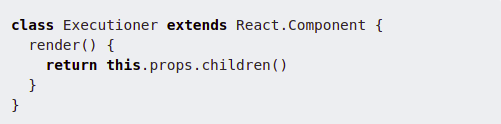 class Executioner extends React.Component {
  render() {
    return this.props.children()
  }
}